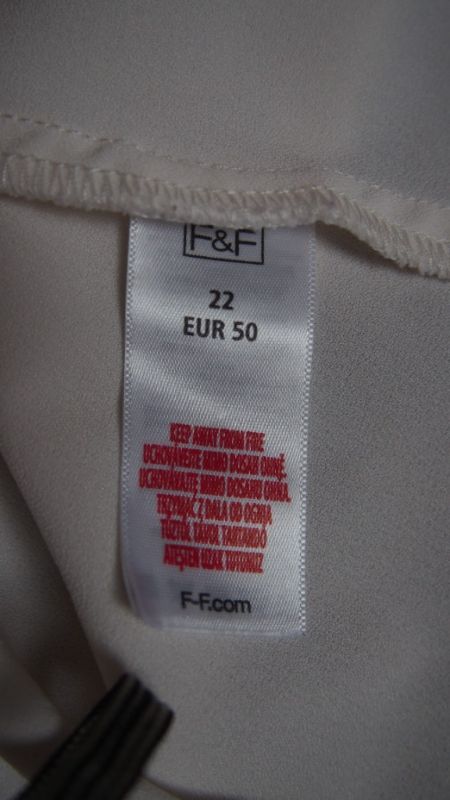 F&F
22
EUR 50
KEEP AWAY FROM FIRE
UCHOVÁVEJTE MIMO DOSAH OHNĚ.
UCHOVÁVAJTE MIMO DOSAHU OHŇA.
TRZYMAĆ Z DALA OD OGNIA
TŰZTŐL TÁVOL TARTANDÓ
ATEŞTEN UZAK TUTUNUZ
F-F.com